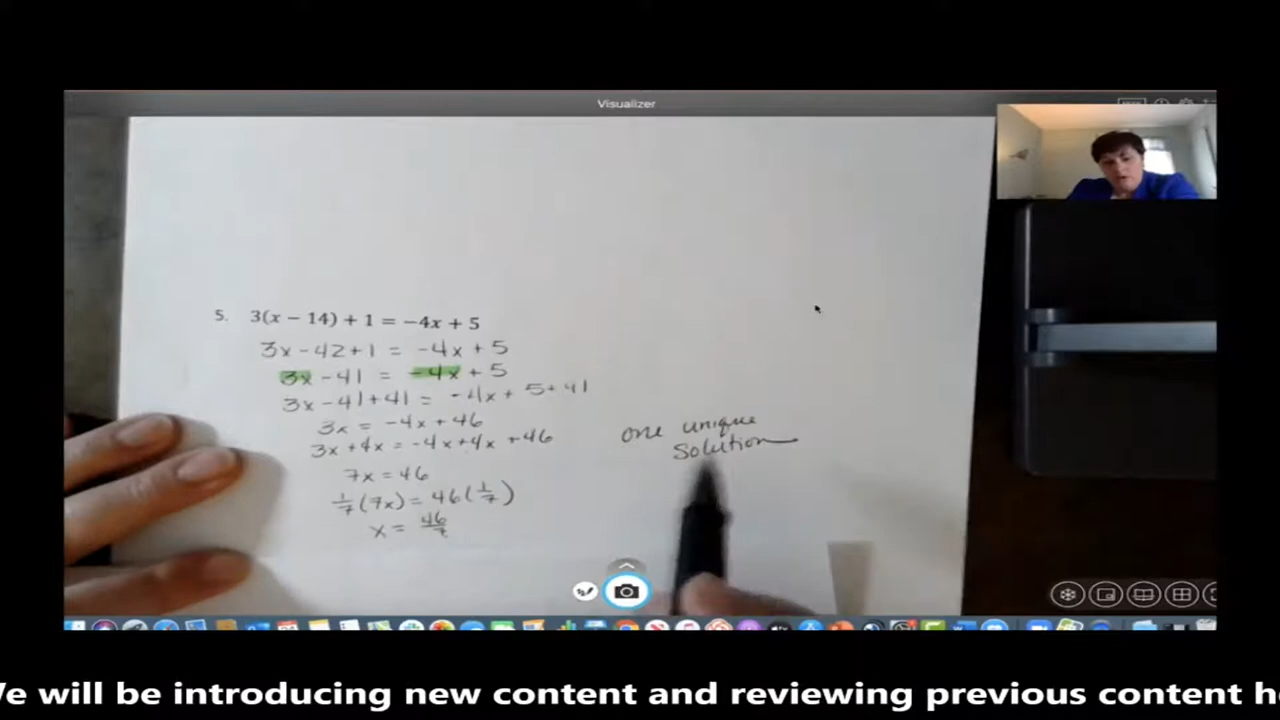 Visualizer
5. 3(x − 14) + 1 = −4x + 5
3x - 42 + 1 = -4x + 5
3x - 41 = -4x + 5
3x - 41 + 41 = -4x + 5 + 41
3x = -4x + 46
3x + 4x = -4x + 4x + 46
7x = 46
1/7 (7x) = 46 (1/7)
x = 46/7
one unique
solution
We will be introducing new content and reviewing previous content